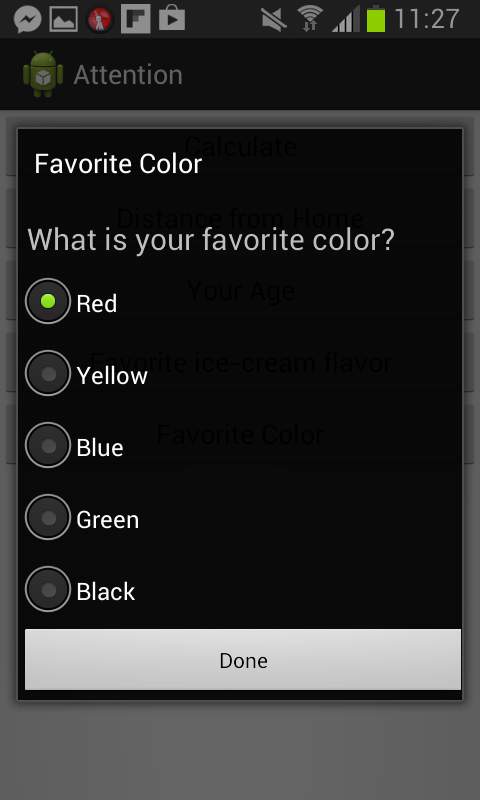 11:27
Attention
Calculate
Favorite Color
Distance from Home
What is your favorite color?
Your Age
Red
Favorite ice-cream flavor
Yellow
Favorite Color
Blue
Green
Black
Done